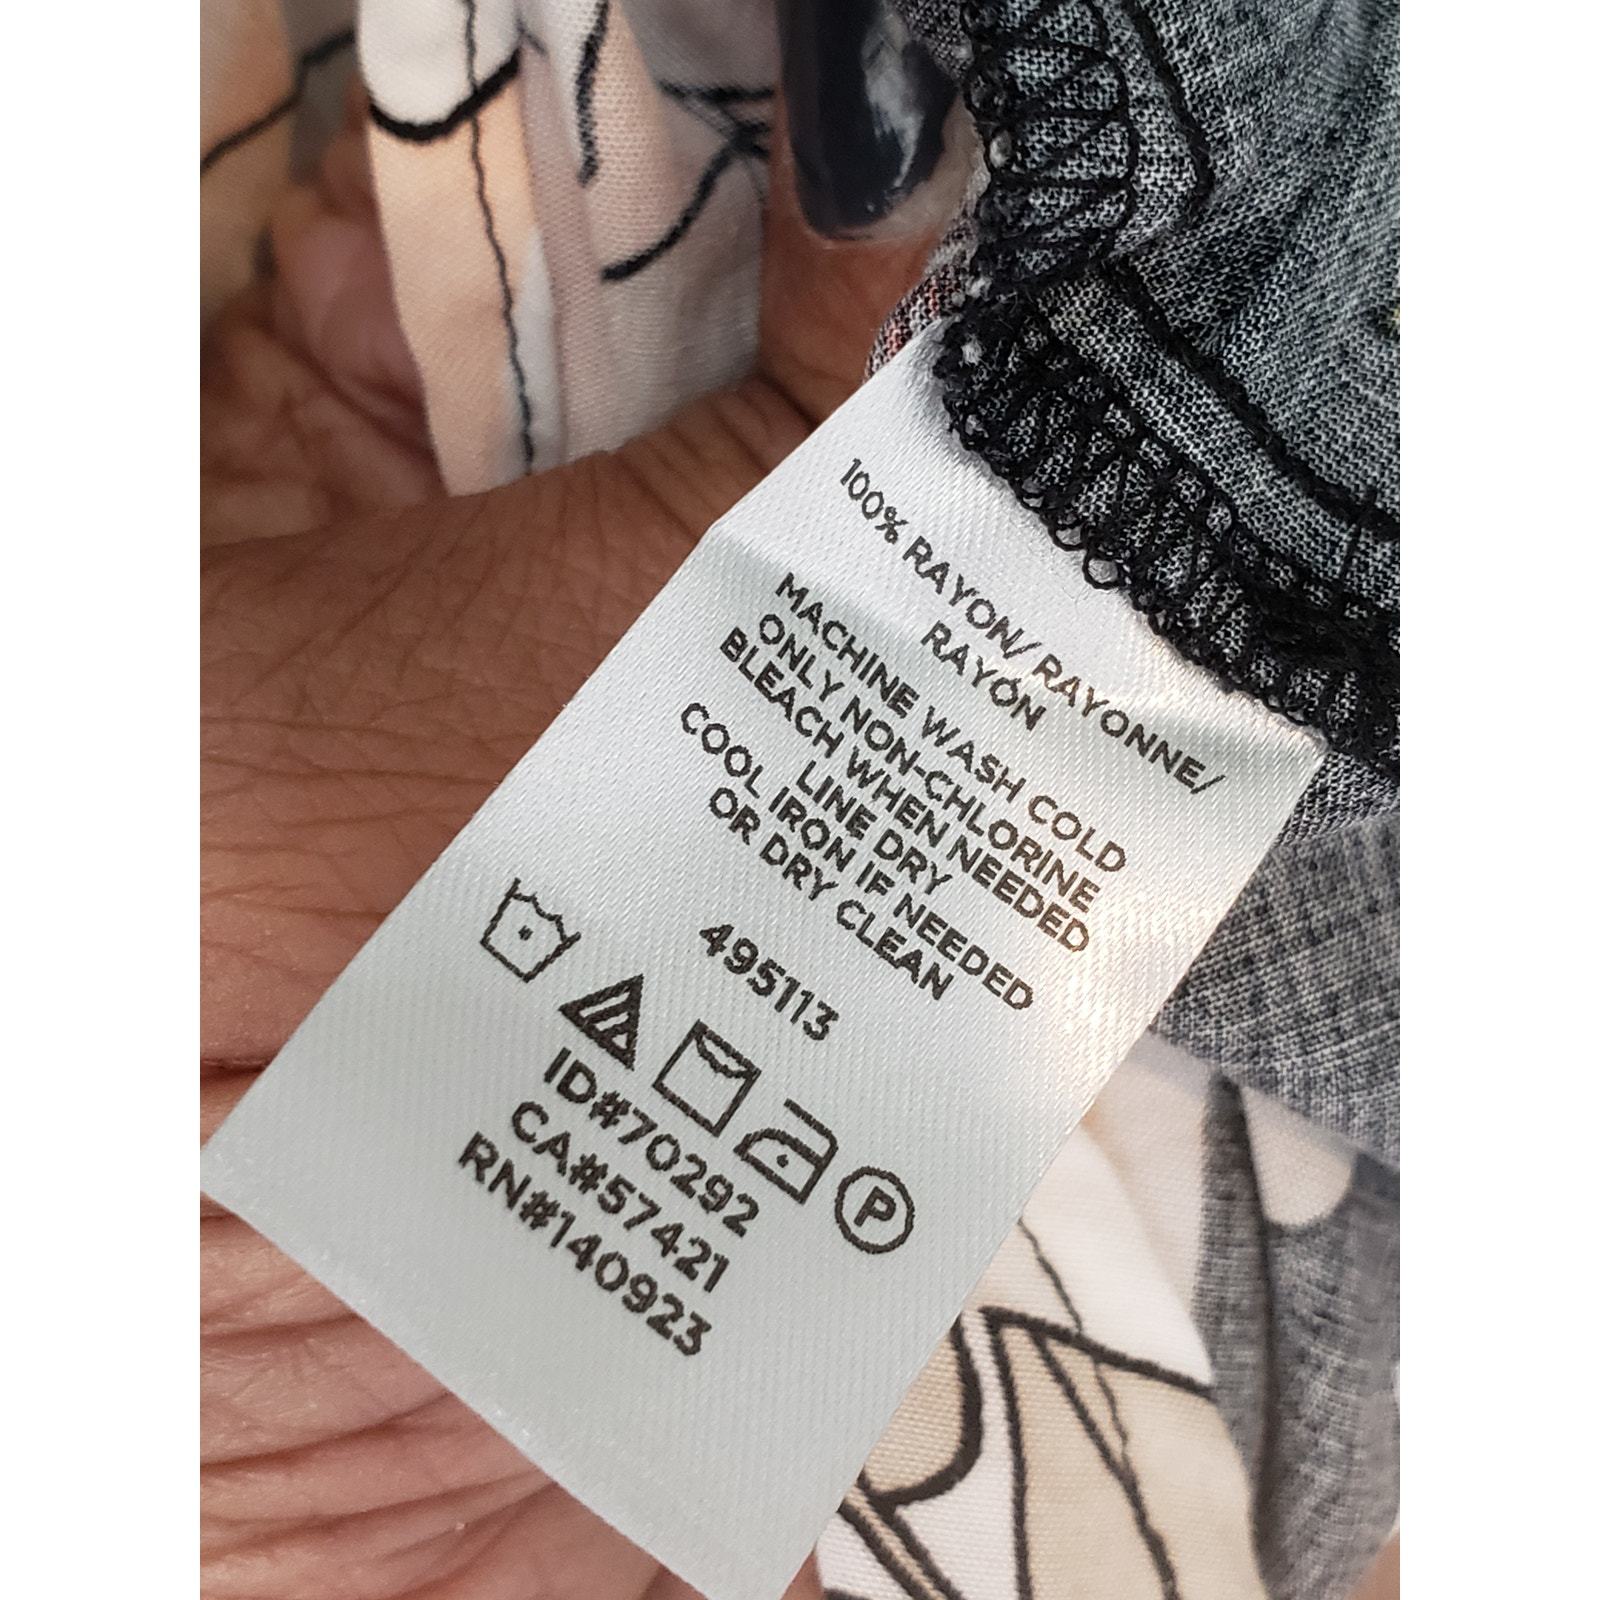 100% RAYON/ RAYONNE/
RAYÓN
MACHINE WASH COLD
ONLY NON-CHLORINE
BLEACH WHEN NEEDED
LINE DRY
COOL IRON IF NEEDED
OR DRY CLEAN
495113
P
ID#70292
CA#57421
RN#140923